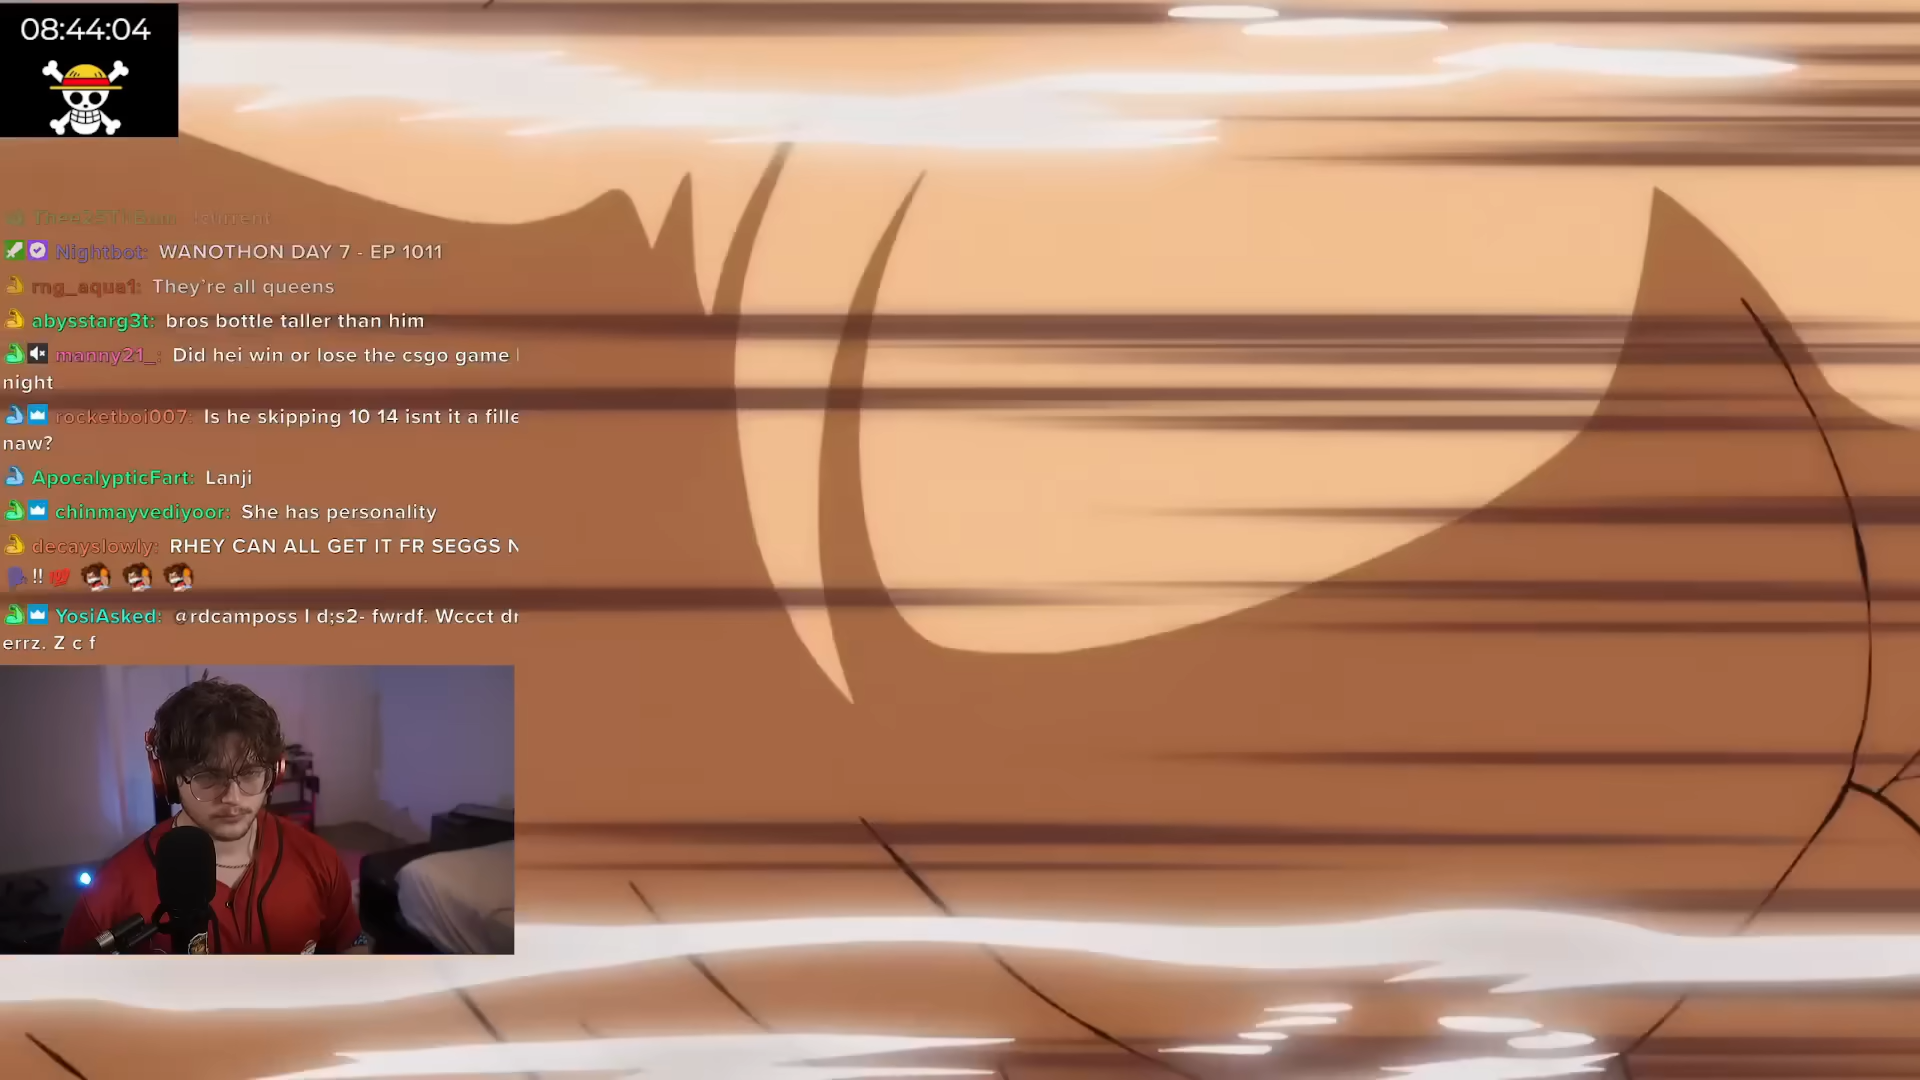 08:44:04
Thee25ThBam !current
Nightbot: WANOTHON DAY 7 - EP 1011
rng_aqua1: They're all queens
abysstarg3t: bros bottle taller than him
manny21_: Did hei win or lose the csgo game
night
rocketboi007: Is he skipping 10 14 isnt it a fille
naw?
ApocalypticFart: Lanji
chinmayvediyoor: She has personality
decayslowly: RHEY CAN ALL GET IT FR SEGGS N
!! 💯
YosiAsked: @rdcamposs I d;s2- fwrdf. Wccct dr
errz. Z c f